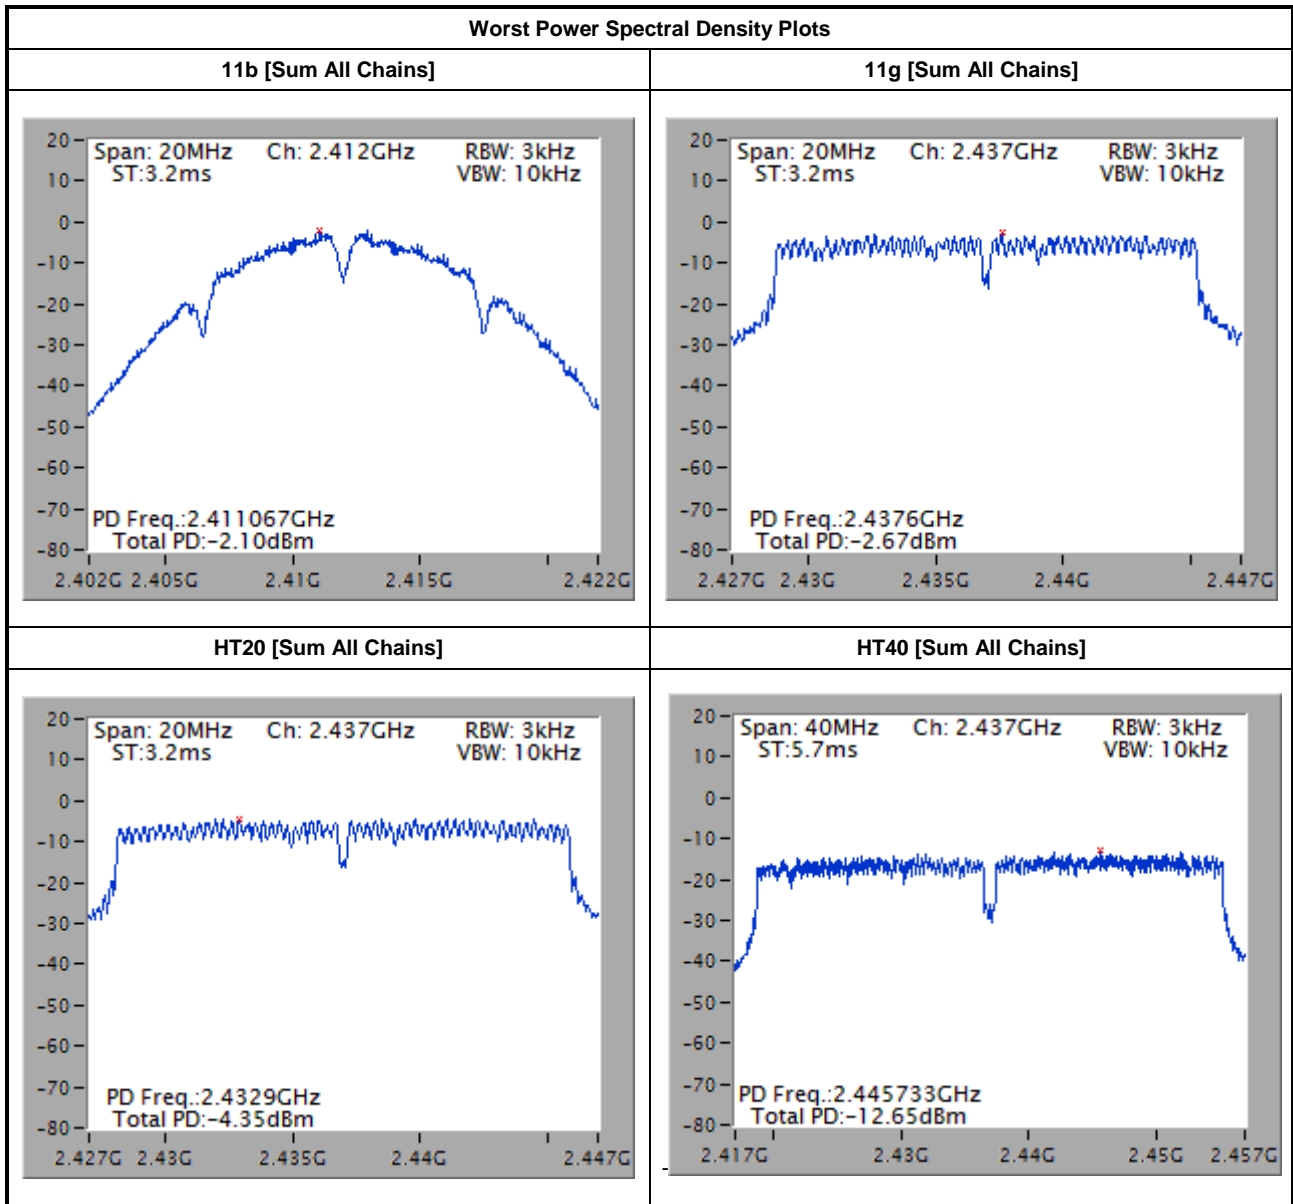 Worst Power Spectral Density Plots
11b [Sum All Chains]
11g [Sum All Chains]
Span: 20MHz Ch: 2.412GHz RBW: 3kHz
ST:3.2ms VBW: 10kHz
20
10
0
-10
-20
-30
-40
-50
-60
-70
-80
PD Freq.:2.411067GHz
Total PD:-2.10dBm
2.402G 2.405G 2.41G 2.415G 2.422G
Span: 20MHz Ch: 2.437GHz RBW: 3kHz
ST:3.2ms VBW: 10kHz
20
10
0
-10
-20
-30
-40
-50
-60
-70
-80
PD Freq.:2.4376GHz
Total PD:-2.67dBm
2.427G 2.43G 2.435G 2.44G 2.447G
HT20 [Sum All Chains]
HT40 [Sum All Chains]
Span: 20MHz Ch: 2.437GHz RBW: 3kHz
ST:3.2ms VBW: 10kHz
20
10
0
-10
-20
-30
-40
-50
-60
-70
-80
PD Freq.:2.4329GHz
Total PD:-4.35dBm
2.427G 2.43G 2.435G 2.44G 2.447G
Span: 40MHz Ch: 2.437GHz RBW: 3kHz
ST:5.7ms VBW: 10kHz
20
10
0
-10
-20
-30
-40
-50
-60
-70
-80
PD Freq.:2.445733GHz
Total PD:-12.65dBm
2.417G 2.43G 2.44G 2.45G 2.457G
-